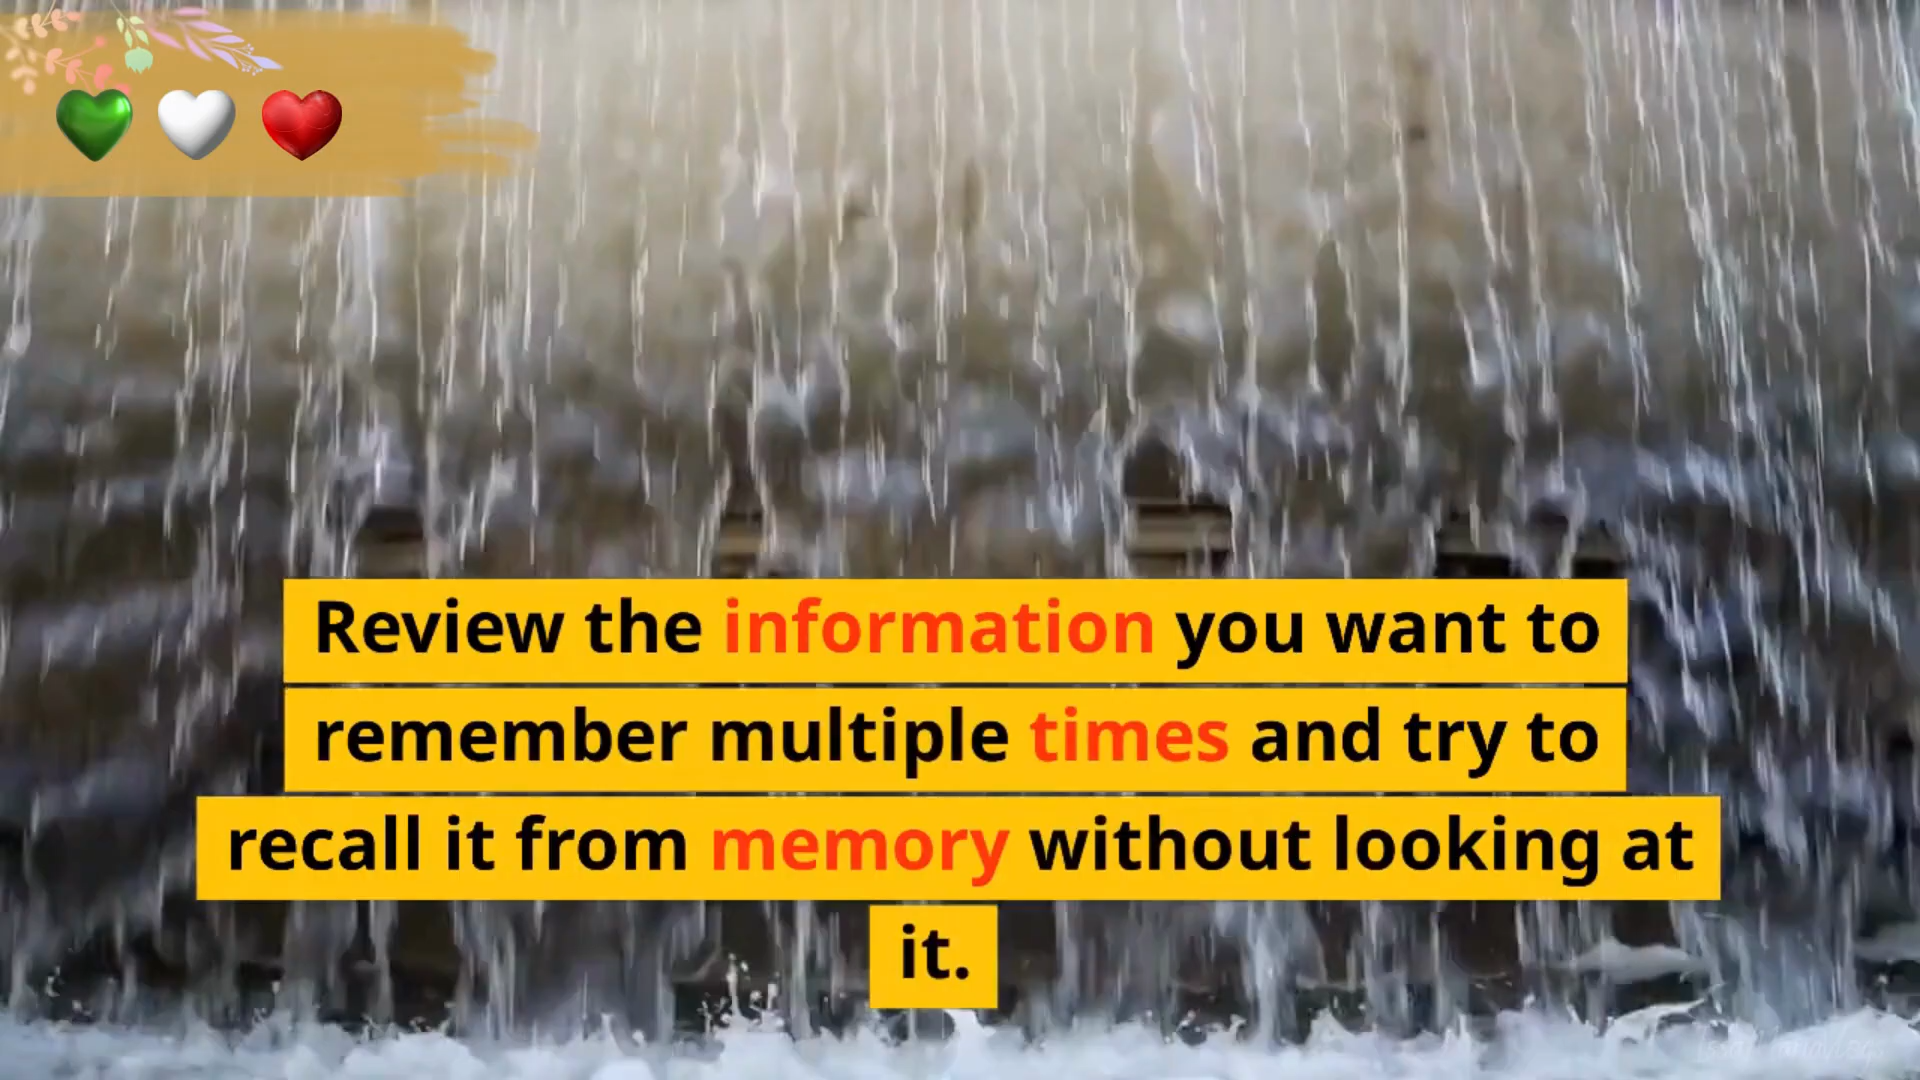 Review the information you want to
remember multiple times and try to
recall it from memory without looking at
it.